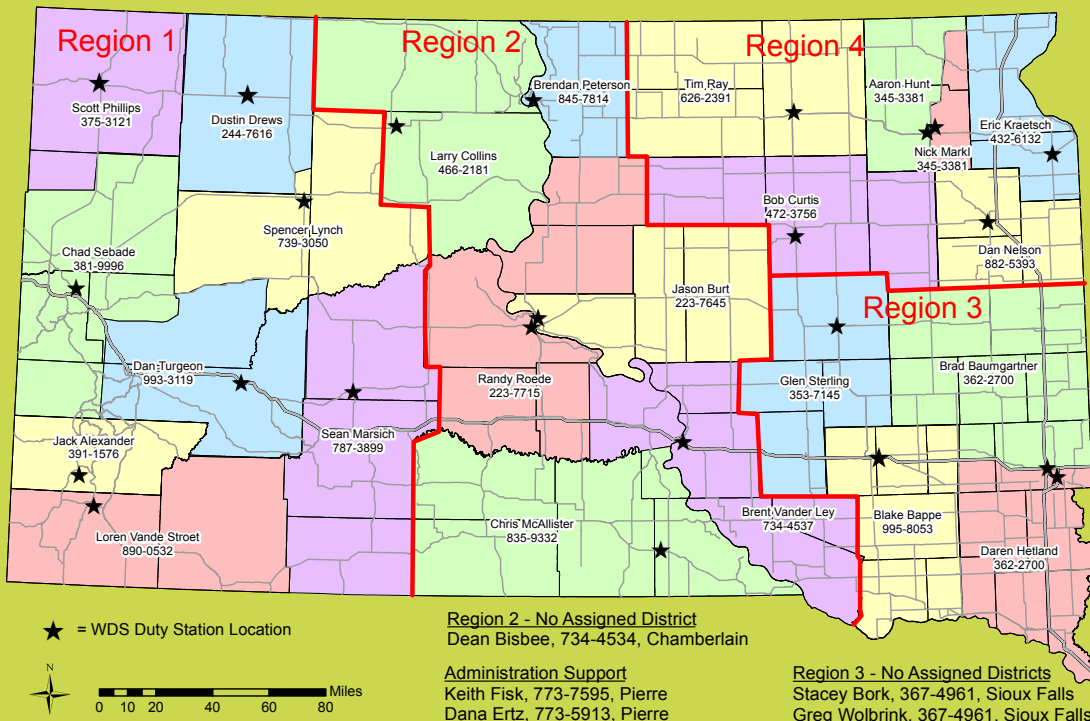 Region 1
Region 2
Region 4
Scott Phillips
375-3121
Dustin Drews
244-7616
Brendan Peterson
845-7814
Tim Ray
626-2391
Aaron Hunt
345-3381
Eric Kraetsch
432-6132
Nick Markl
345-3381
Larry Collins
466-2181
Spencer Lynch
739-3050
Bob Curtis
472-3756
Dan Nelson
882-5393
Chad Sebade
381-9996
Jason Burt
223-7645
Region 3
Dan Turgeon
993-3119
Randy Roede
223-7715
Glen Sterling
353-7145
Brad Baumgartner
362-2700
Jack Alexander
391-1576
Sean Marsich
787-3899
Loren Vande Stroet
890-0532
Chris McAllister
835-9332
Brent Vander Ley
734-4537
Blake Bappe
995-8053
Daren Hetland
362-2700
= WDS Duty Station Location
N
Miles
0 10 20 40 60 80
Region 2 - No Assigned District
Dean Bisbee, 734-4534, Chamberlain
Administration Support
Keith Fisk, 773-7595, Pierre
Dana Ertz, 773-5913, Pierre
Region 3 - No Assigned Districts
Stacey Bork, 367-4961, Sioux Falls
Greg Wolbrink, 367-4961, Sioux Falls